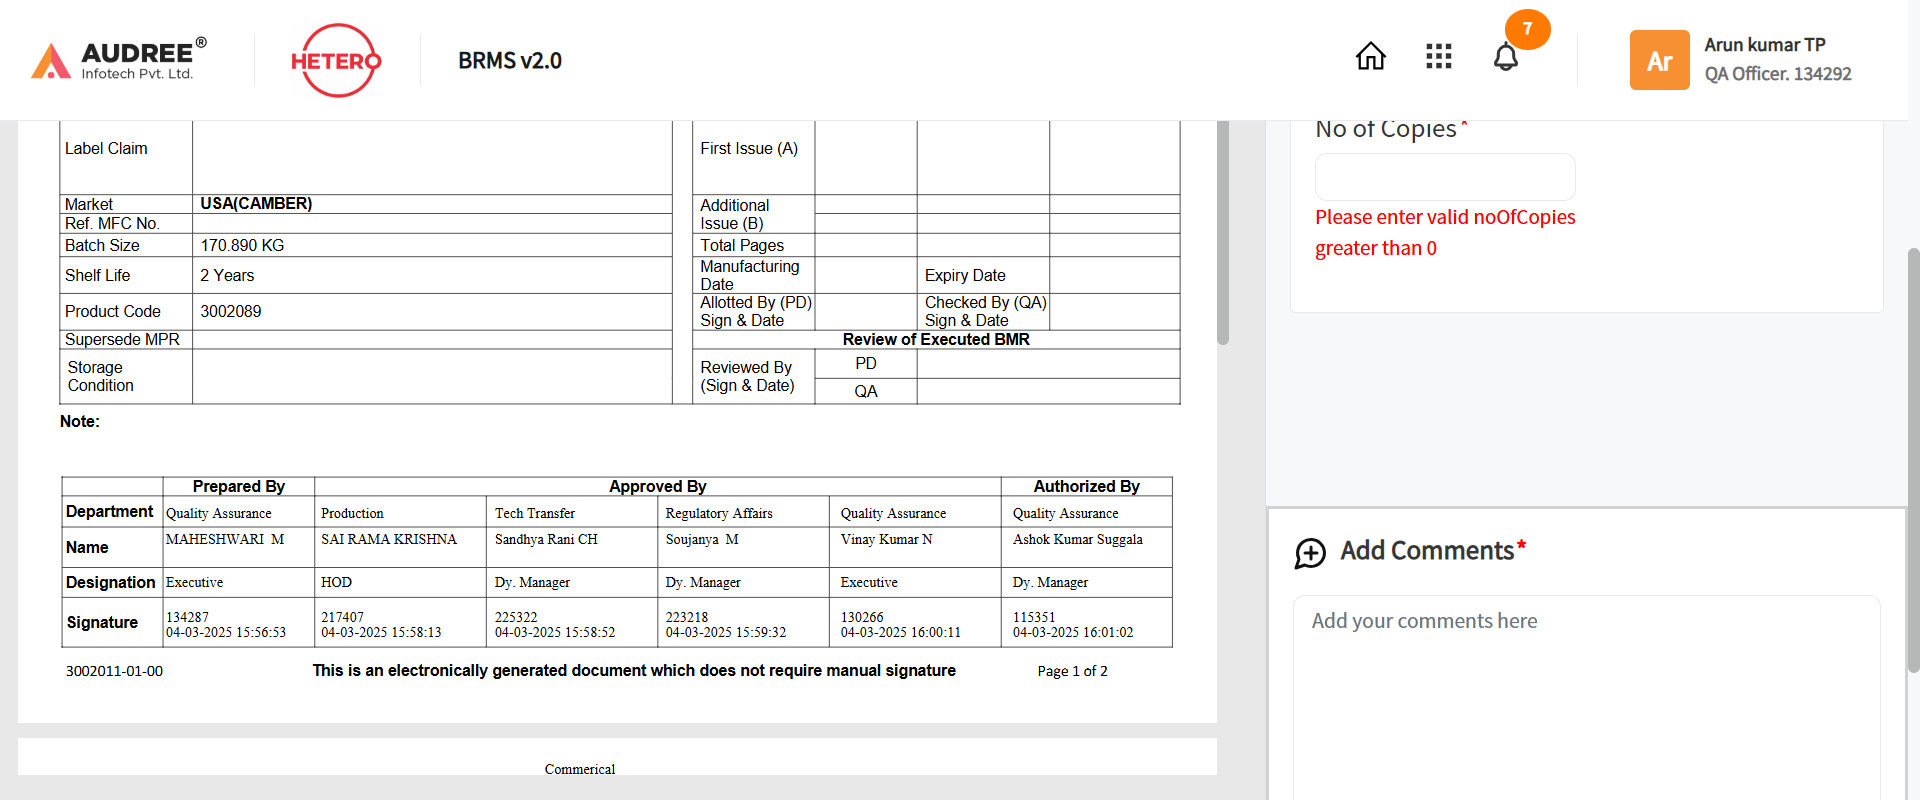 AUDREE®
Infotech Pvt. Ltd.
HETERO
BRMS v2.0
7
Ar
Arun kumar TP
QA Officer. 134292
Label Claim
First Issue (A)
Market USA(CAMBER)
Additional
Issue (B)
Ref. MFC No.
Batch Size 170.890 KG
Total Pages
Shelf Life 2 Years
Manufacturing
Date
Expiry Date
Product Code 3002089
Allotted By (PD)
Sign & Date
Checked By (QA)
Sign & Date
Supersede MPR
Review of Executed BMR
Storage
Condition
Reviewed By
(Sign & Date)
PD
QA
Note:
Prepared By Approved By Authorized By
Department Quality Assurance Production Tech Transfer Regulatory Affairs Quality Assurance Quality Assurance
Name MAHESHWARI M SAI RAMA KRISHNA Sandhya Rani CH Soujanya M Vinay Kumar N Ashok Kumar Suggala
Designation Executive HOD Dy. Manager Dy. Manager Executive Dy. Manager
Signature 134287 217407 225322 223218 130266 115351
04-03-2025 15:56:53 04-03-2025 15:58:13 04-03-2025 15:58:52 04-03-2025 15:59:32 04-03-2025 16:00:11 04-03-2025 16:01:02
3002011-01-00 This is an electronically generated document which does not require manual signature Page 1 of 2
Commerical
No of Copies *
Please enter valid noOfCopies
greater than 0
Add Comments*
Add your comments here